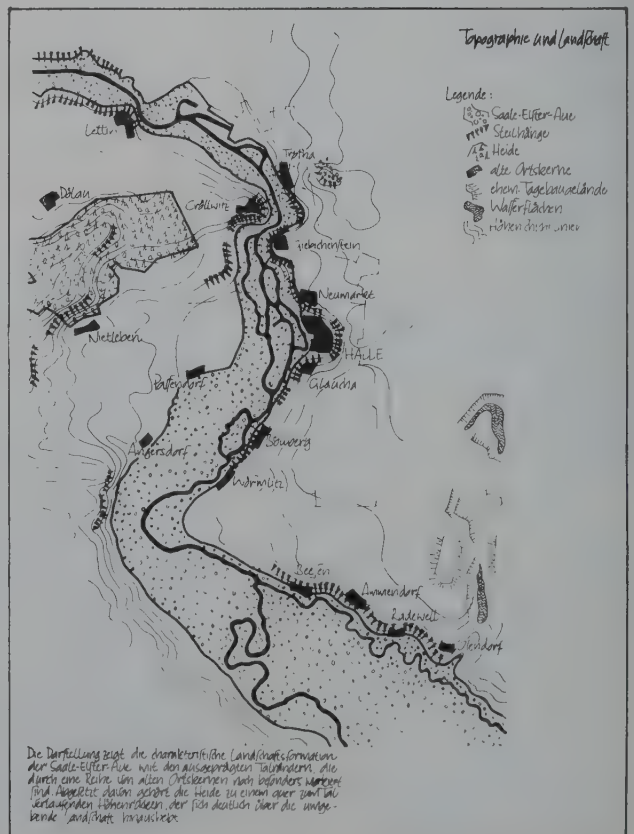 Topographie und Landschaft
Legende :
Saale-Elster-Aue
Steilhänge
Heide
alte Ortskerne
ehem. Tagebaugelände
Wasserflächen
Lettin
Trotha
Dölau
Cröllwitz
Giebichenstein
Neumarkt
Nietleben
HALLE
Passendorf
Glaucha
Angersdorf
Böllberg
Wörmlitz
Beesen
Ammendorf
Radewell
Die Darstellung zeigt die charakteristische Landschaftsformation
der Saale-Elster-Aue mit den ausgeprägten Talrändern, die
durch eine Reihe von alten Ortskernen noch besonders markiert
sind. Abgesetzt davon gehört die Heide zu einem quer zum Tal
verlaufenden Höhenrücken, der sich deutlich über die umge-
bende Landschaft hinaushebt